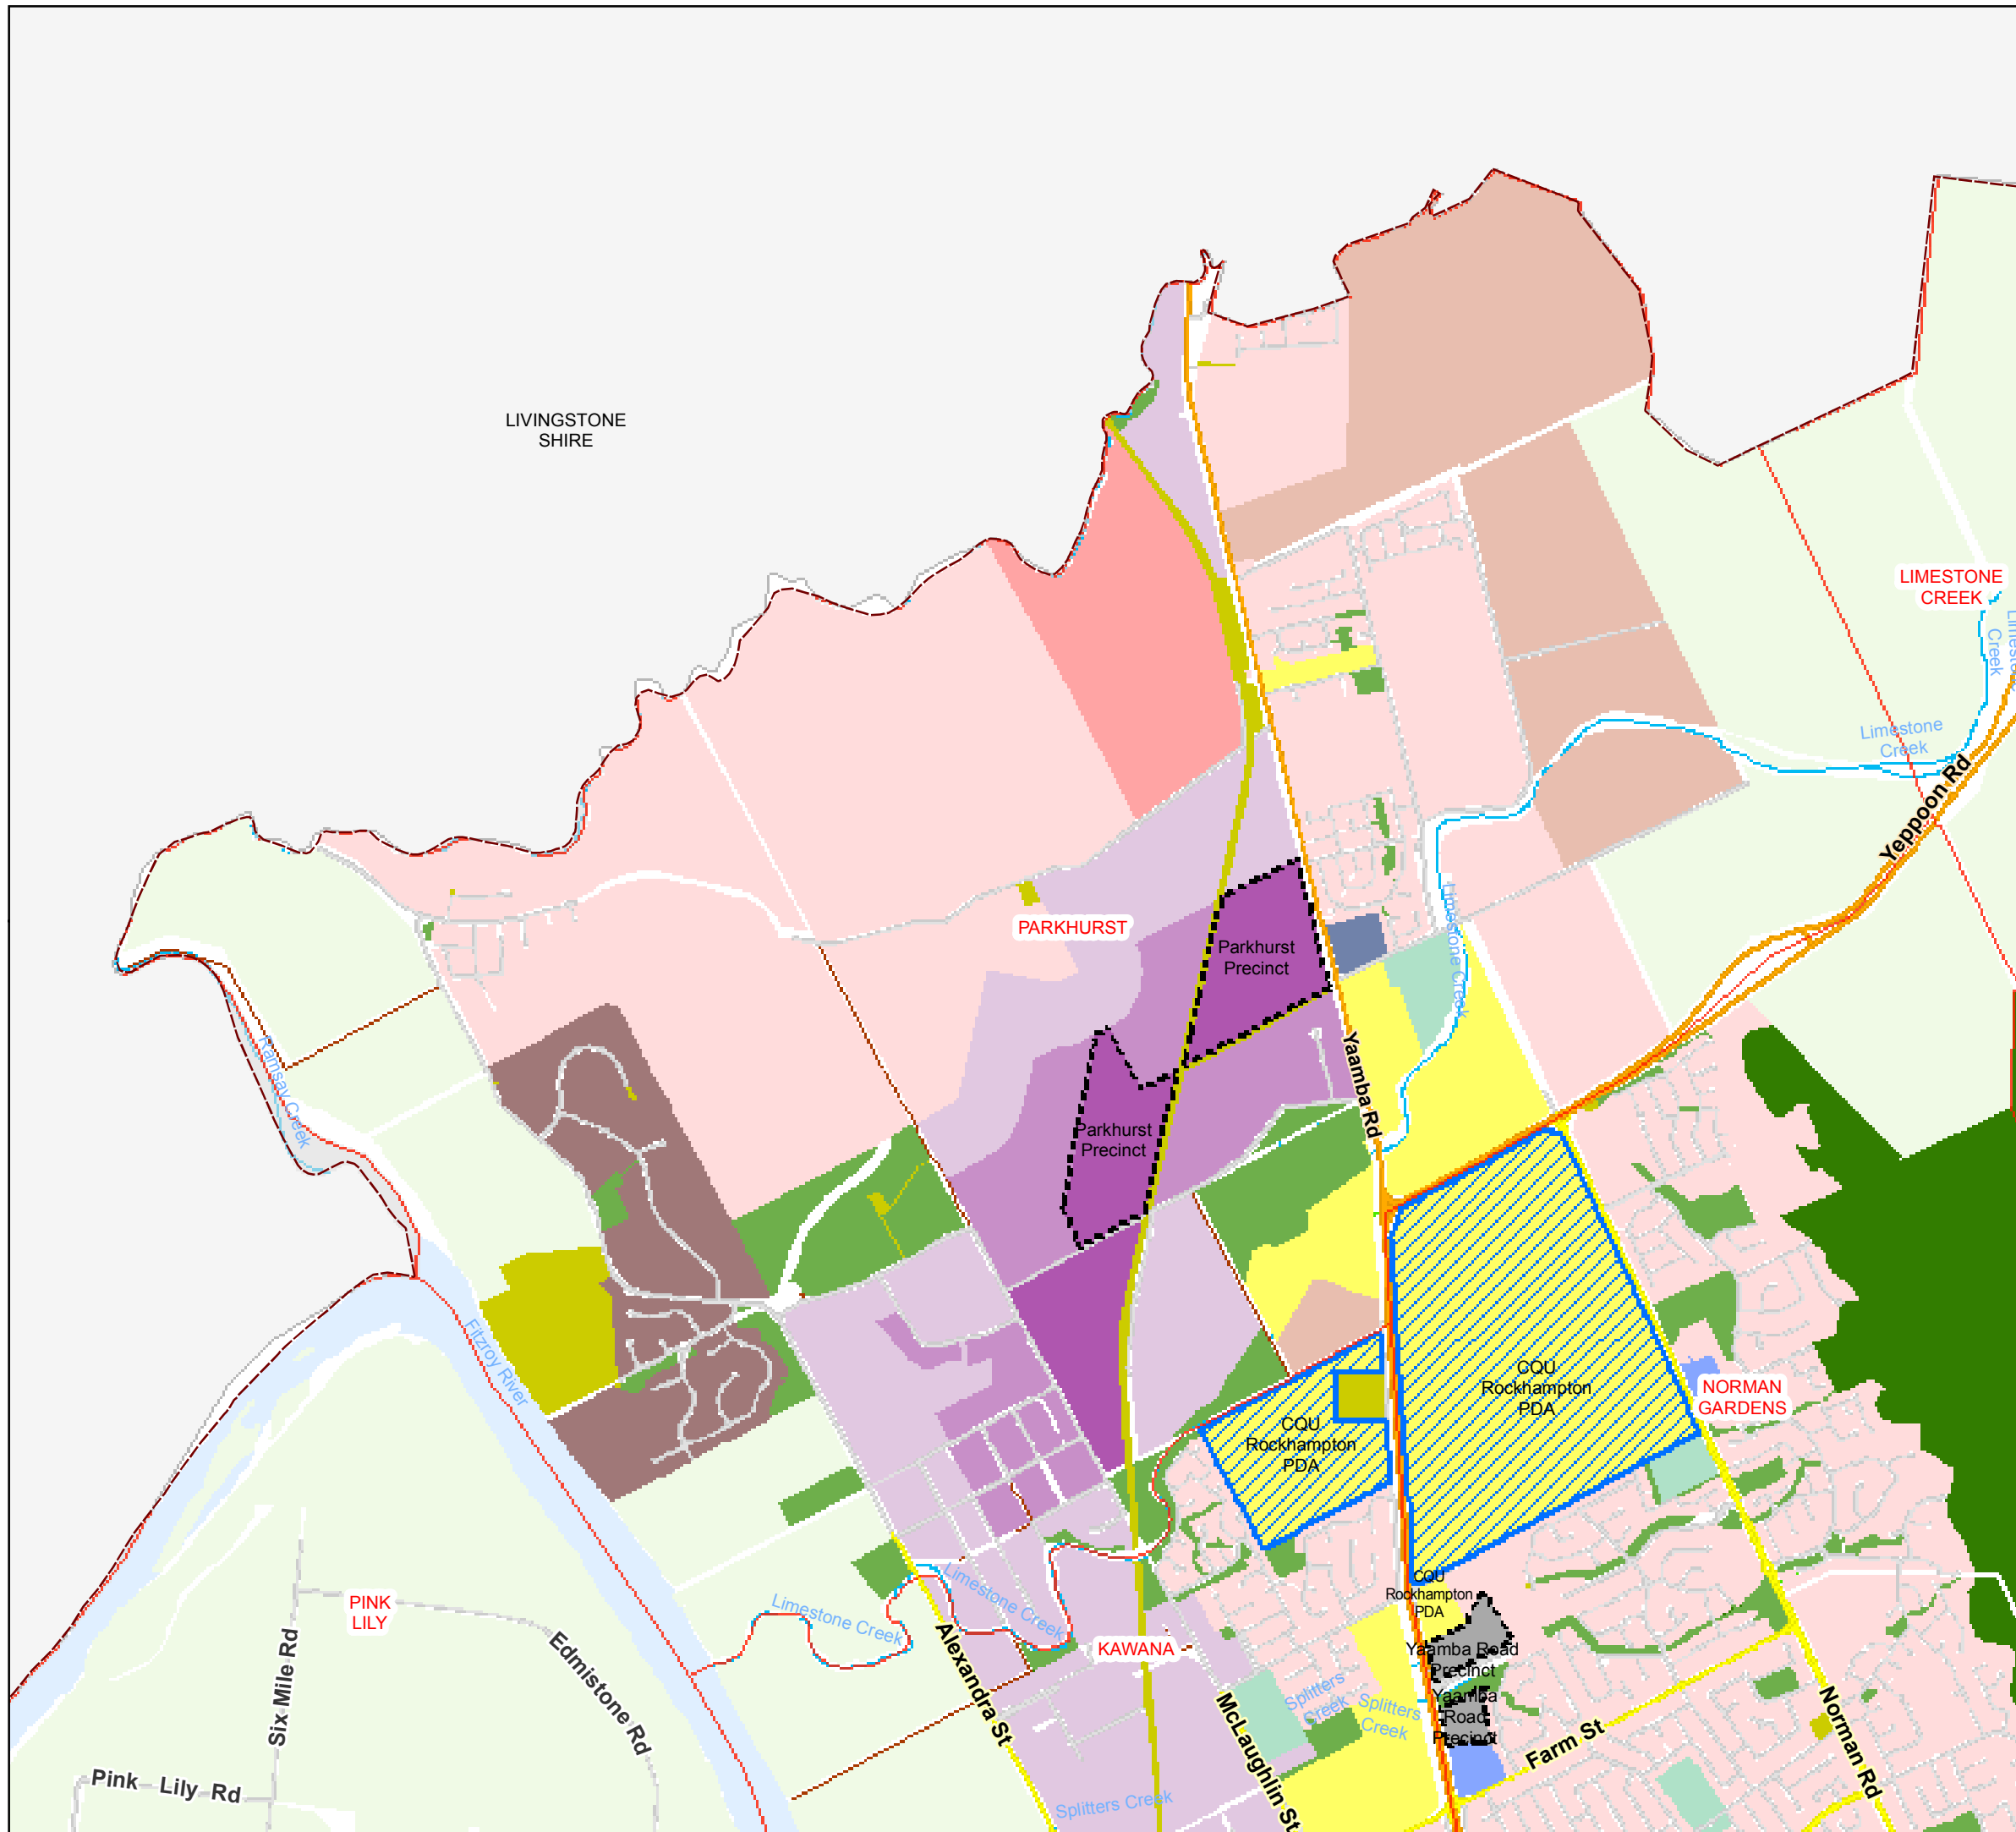 LIVINGSTONE
SHIRE
LIMESTONE
CREEK
Limestone
Creek
Limestone
Creek
Yeppoon Rd
PARKHURST
Parkhurst
Precinct
Limestone Creek
Ramsay Creek
Yaamba Rd
Parkhurst
Precinct
Fitzroy River
CQU
Rockhampton
PDA
NORMAN
GARDENS
CQU
Rockhampton
PDA
CQU
Rockhampton
PDA
PINK
LILY
Limestone Creek
Limestone Creek
KAWANA
Yaamba Road
Precinct
Yaamba
Road
Precinct
Six Mile Rd
Edmistone Rd
Alexandra St
McLaughlin St
Splitters
Creek
Splitters
Creek
Farm St
Norman Rd
Pink Lily Rd
Splitters Creek